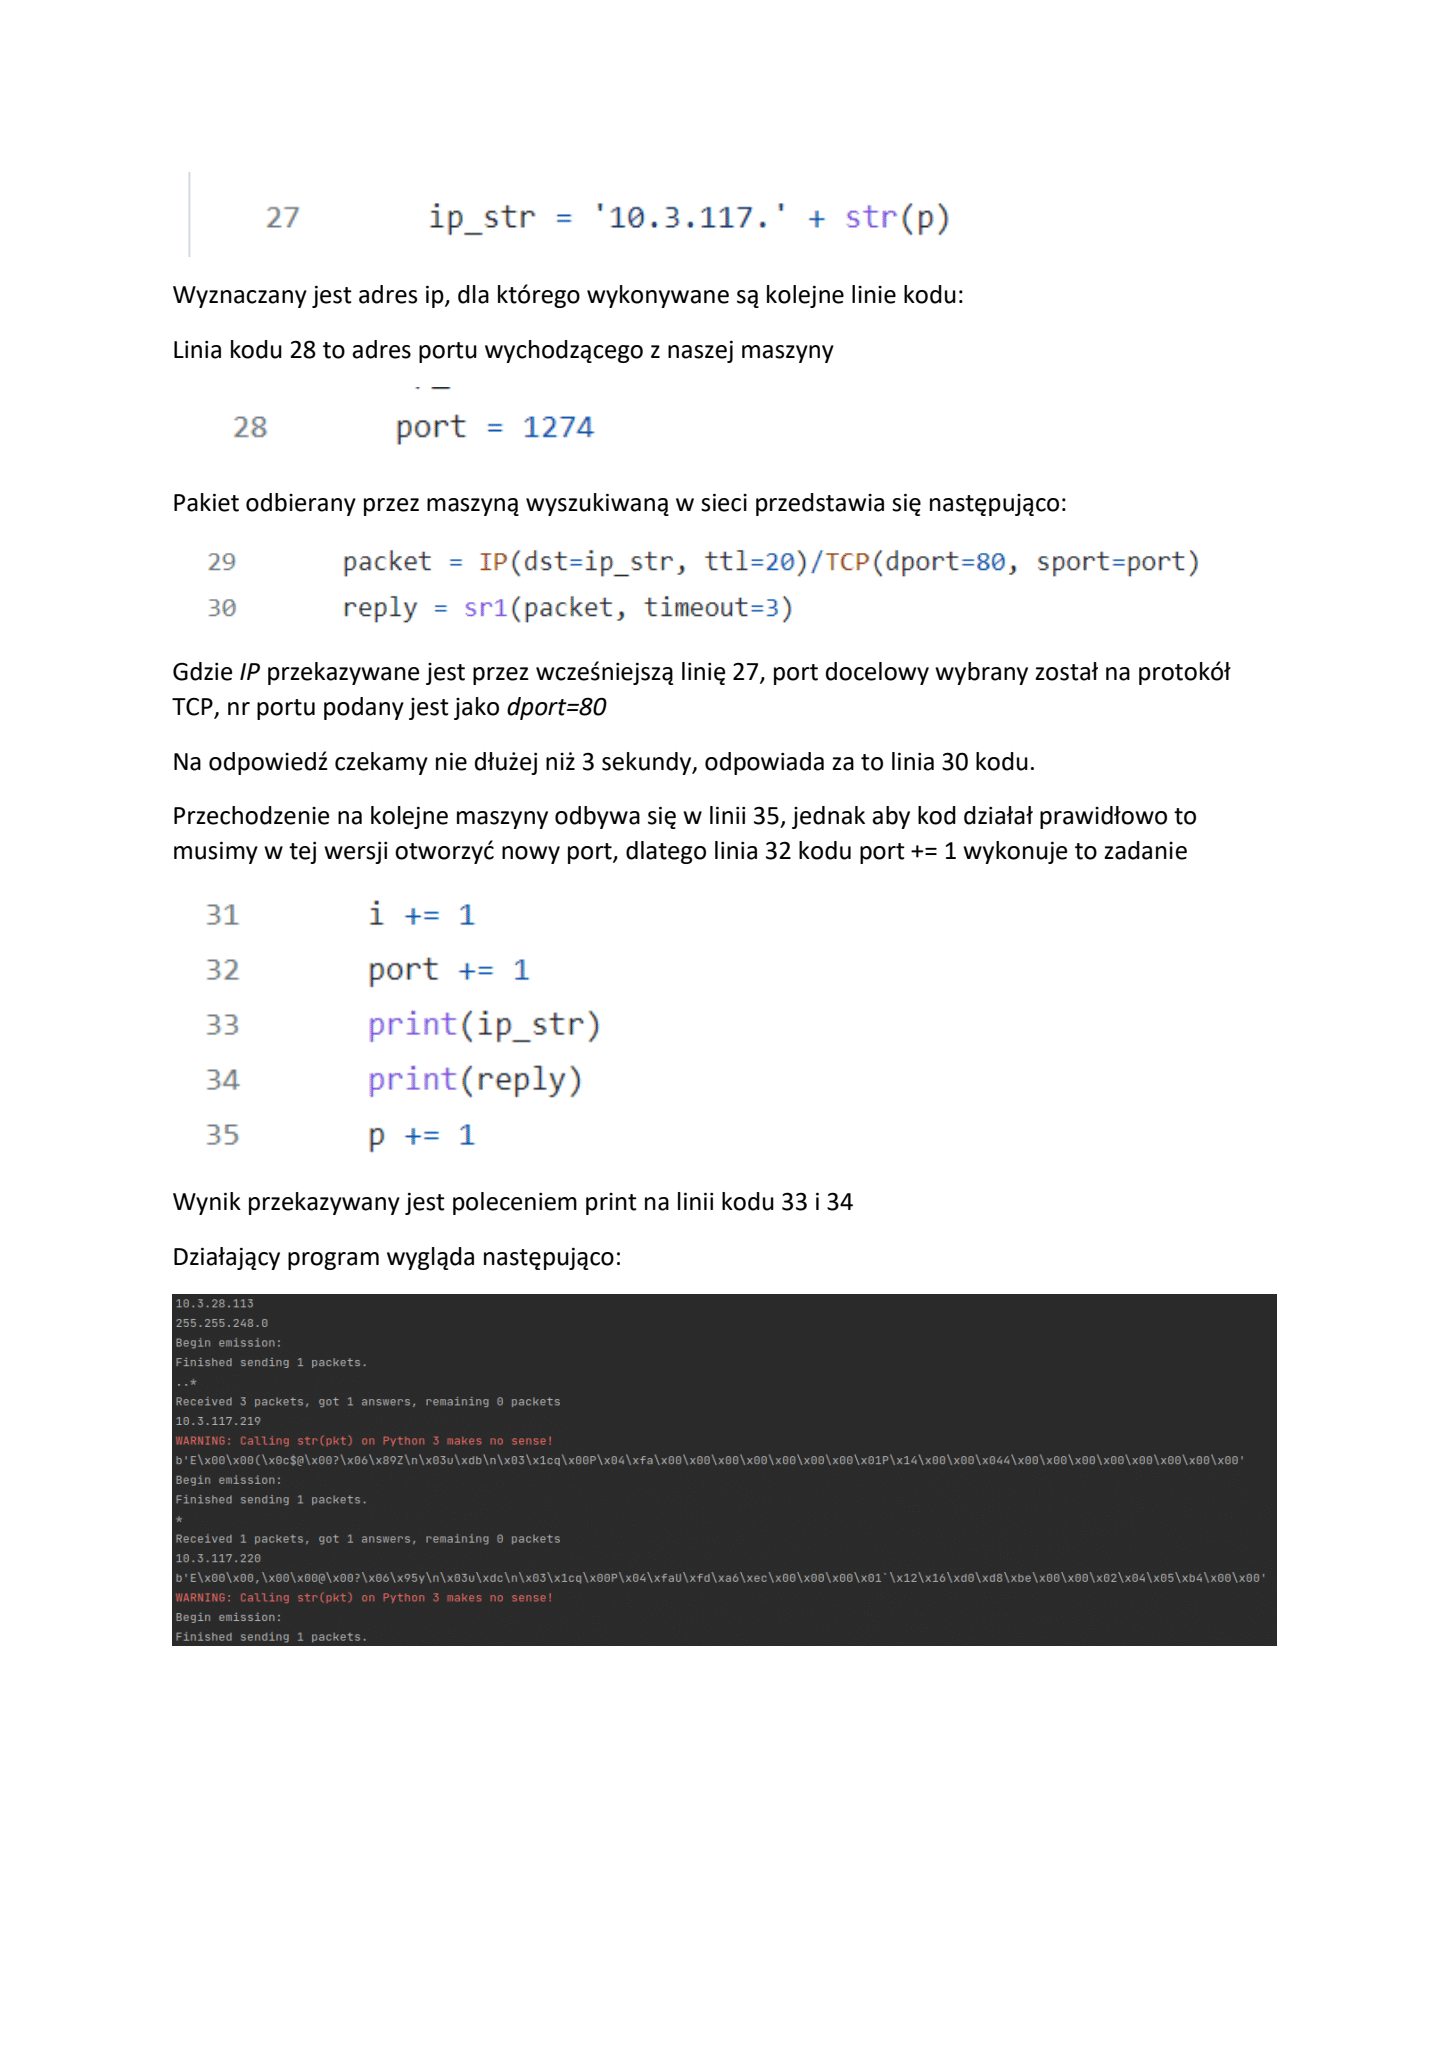 27 ip_str = '10.3.117.' + str(p)
Wyznaczany jest adres ip, dla którego wykonywane są kolejne linie kodu:
Linia kodu 28 to adres portu wychodzącego z naszej maszyny
28 port = 1274
Pakiet odbierany przez maszyną wyszukiwaną w sieci przedstawia się następująco:
29 packet = IP(dst=ip_str, ttl=20)/TCP(dport=80, sport=port)
30 reply = sr1(packet, timeout=3)
Gdzie IP przekazywane jest przez wcześniejszą linię 27, port docelowy wybrany został na protokół
TCP, nr portu podany jest jako dport=80
Na odpowiedź czekamy nie dłużej niż 3 sekundy, odpowiada za to linia 30 kodu.
Przechodzenie na kolejne maszyny odbywa się w linii 35, jednak aby kod działał prawidłowo to
musimy w tej wersji otworzyć nowy port, dlatego linia 32 kodu port += 1 wykonuje to zadanie
31 i += 1
32 port += 1
33 print(ip_str)
34 print(reply)
35 p += 1
Wynik przekazywany jest poleceniem print na linii kodu 33 i 34
Działający program wygląda następująco:
10.3.28.113
255.255.248.0
Begin emission:
Finished sending 1 packets.
..*
Received 3 packets, got 1 answers, remaining 0 packets
10.3.117.219
WARNING: Calling str(pkt) on Python 3 makes no sense!
b'E\x00\x00(\x0c$@\x00?\x06\x89Z\n\x03u\xdb\n\x03\x1cq\x00P\x04\xfa\x00\x00\x00\x00\x00\x00\x00\x01P\x14\x00\x00\x044\x00\x00\x00\x00\x00\x00\x00\x00'
Begin emission:
Finished sending 1 packets.
*
Received 1 packets, got 1 answers, remaining 0 packets
10.3.117.220
b'E\x00\x00,\x00\x00@\x00?\x06\x95y\n\x03u\xdc\n\x03\x1cq\x00P\x04\xfaU\xfd\xa6\xec\x00\x00\x00\x01`\x12\x16\xd0\xd8\xbe\x00\x00\x02\x04\x05\xb4\x00\x00'
WARNING: Calling str(pkt) on Python 3 makes no sense!
Begin emission:
Finished sending 1 packets.